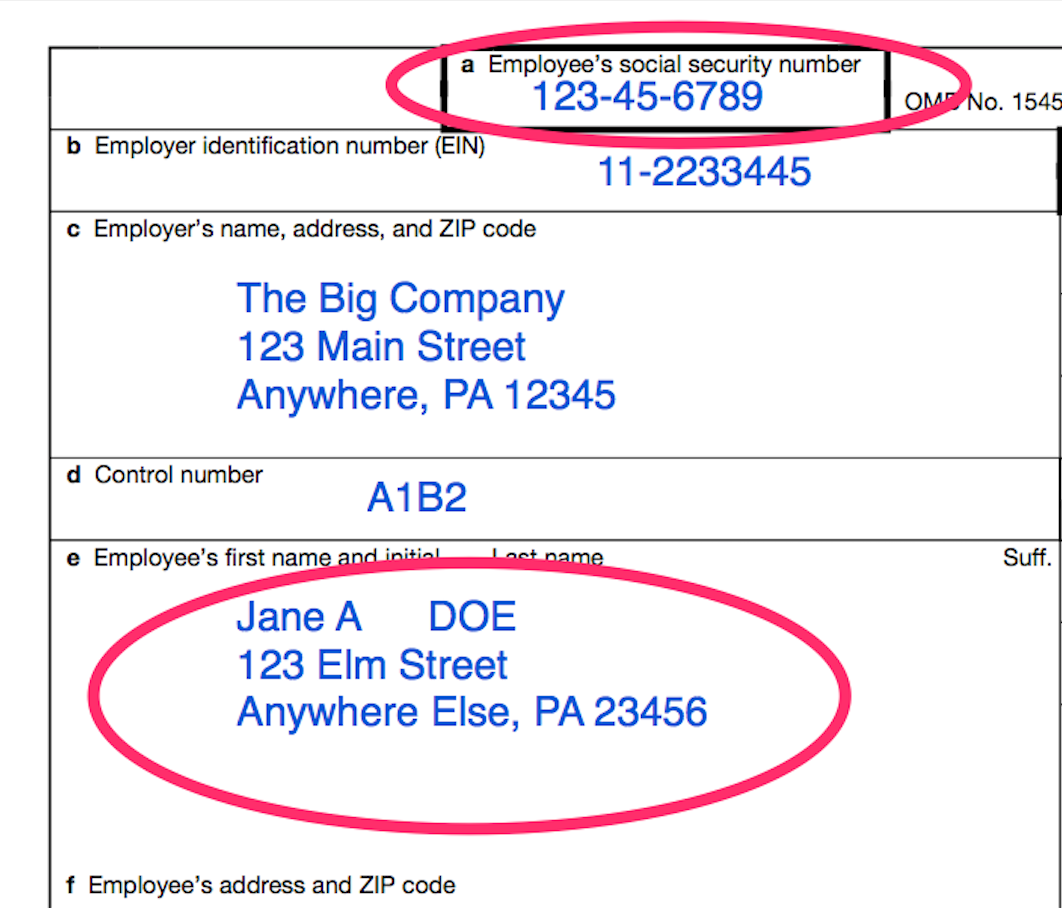 a Employee's social security number
123-45-6789
OMB No. 1545
b Employer identification number (EIN)
11-2233445
c Employer's name, address, and ZIP code
The Big Company
123 Main Street
Anywhere, PA 12345
d Control number
A1B2
e Employee's first name and initial Last name Suff.
Jane A DOE
123 Elm Street
Anywhere Else, PA 23456
f Employee's address and ZIP code